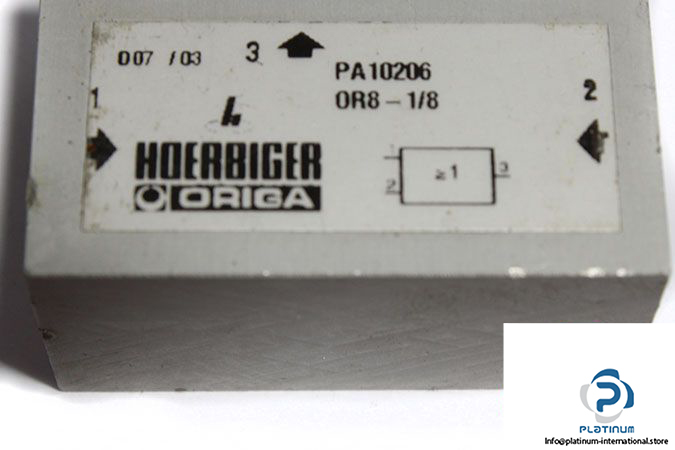 D07 / 03
3
PA10206
OR8-1/8
1
2
HOERBIGER
ORIGA
1
2
≥1
3
PLATINUM
Info@platinum-international.store